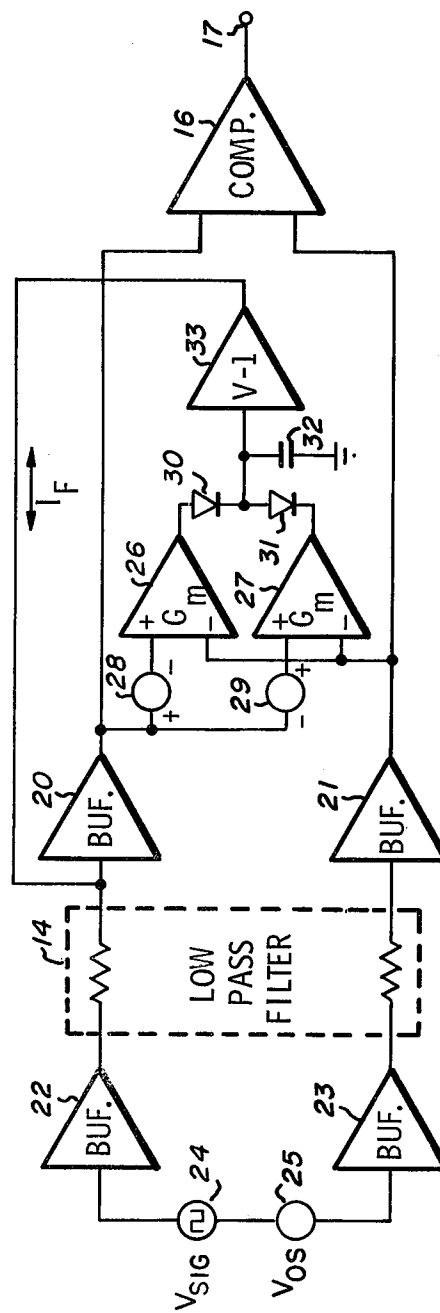 V_SIG
24
25
V_OS
22
BUF.
23
BUF.
14
LOW
PASS
FILTER
20
BUF.
21
BUF.
28
+
-
29
-
+
26
+
G_m
-
27
+
G_m
-
30
31
32
33
V-I
I_F
16
COMP.
17